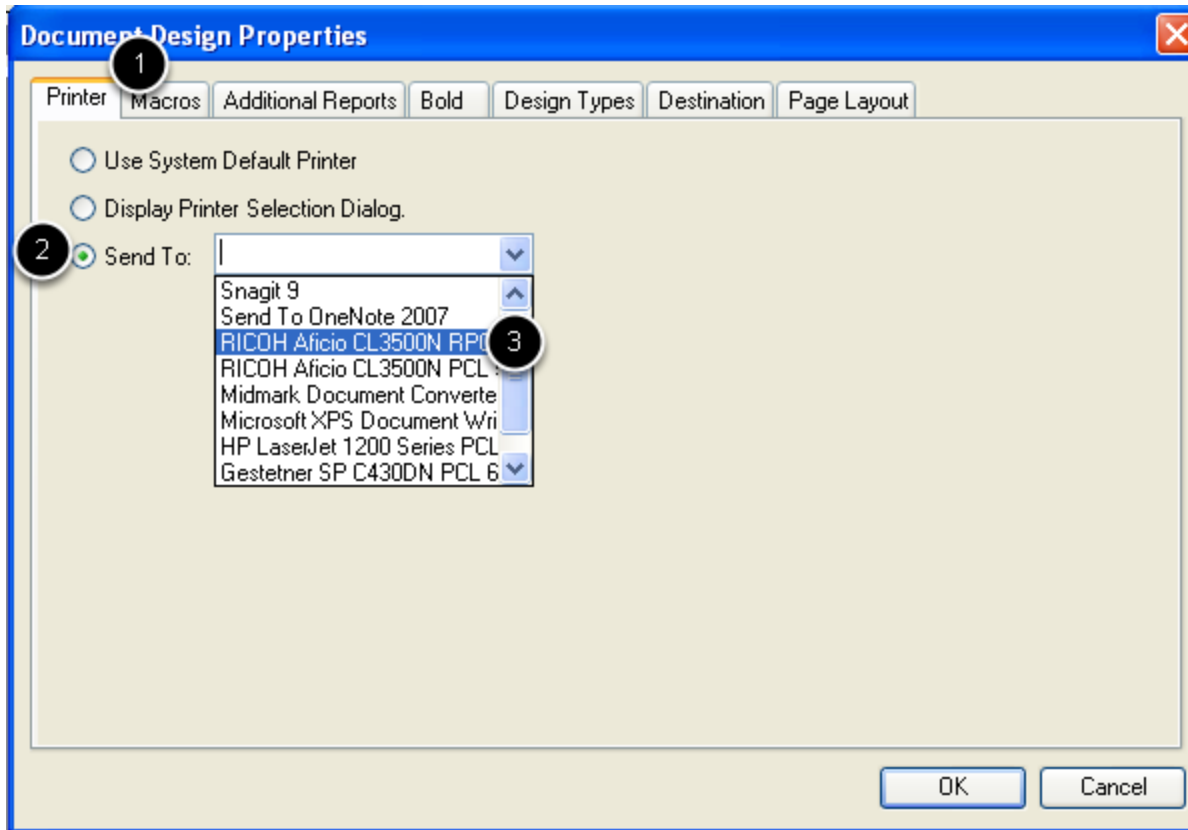 Document Design Properties
1
Printer Macros Additional Reports Bold Design Types Destination Page Layout
Use System Default Printer
Display Printer Selection Dialog.
2 Send To:
Snagit 9
Send To OneNote 2007
RICOH Aficio CL3500N 3
RICOH Aficio CL3500N PCL
Midmark Document Converte
Microsoft XPS Document Wri
HP LaserJet 1200 Series PCL
Gestetner SP C430DN PCL 6
OK Cancel